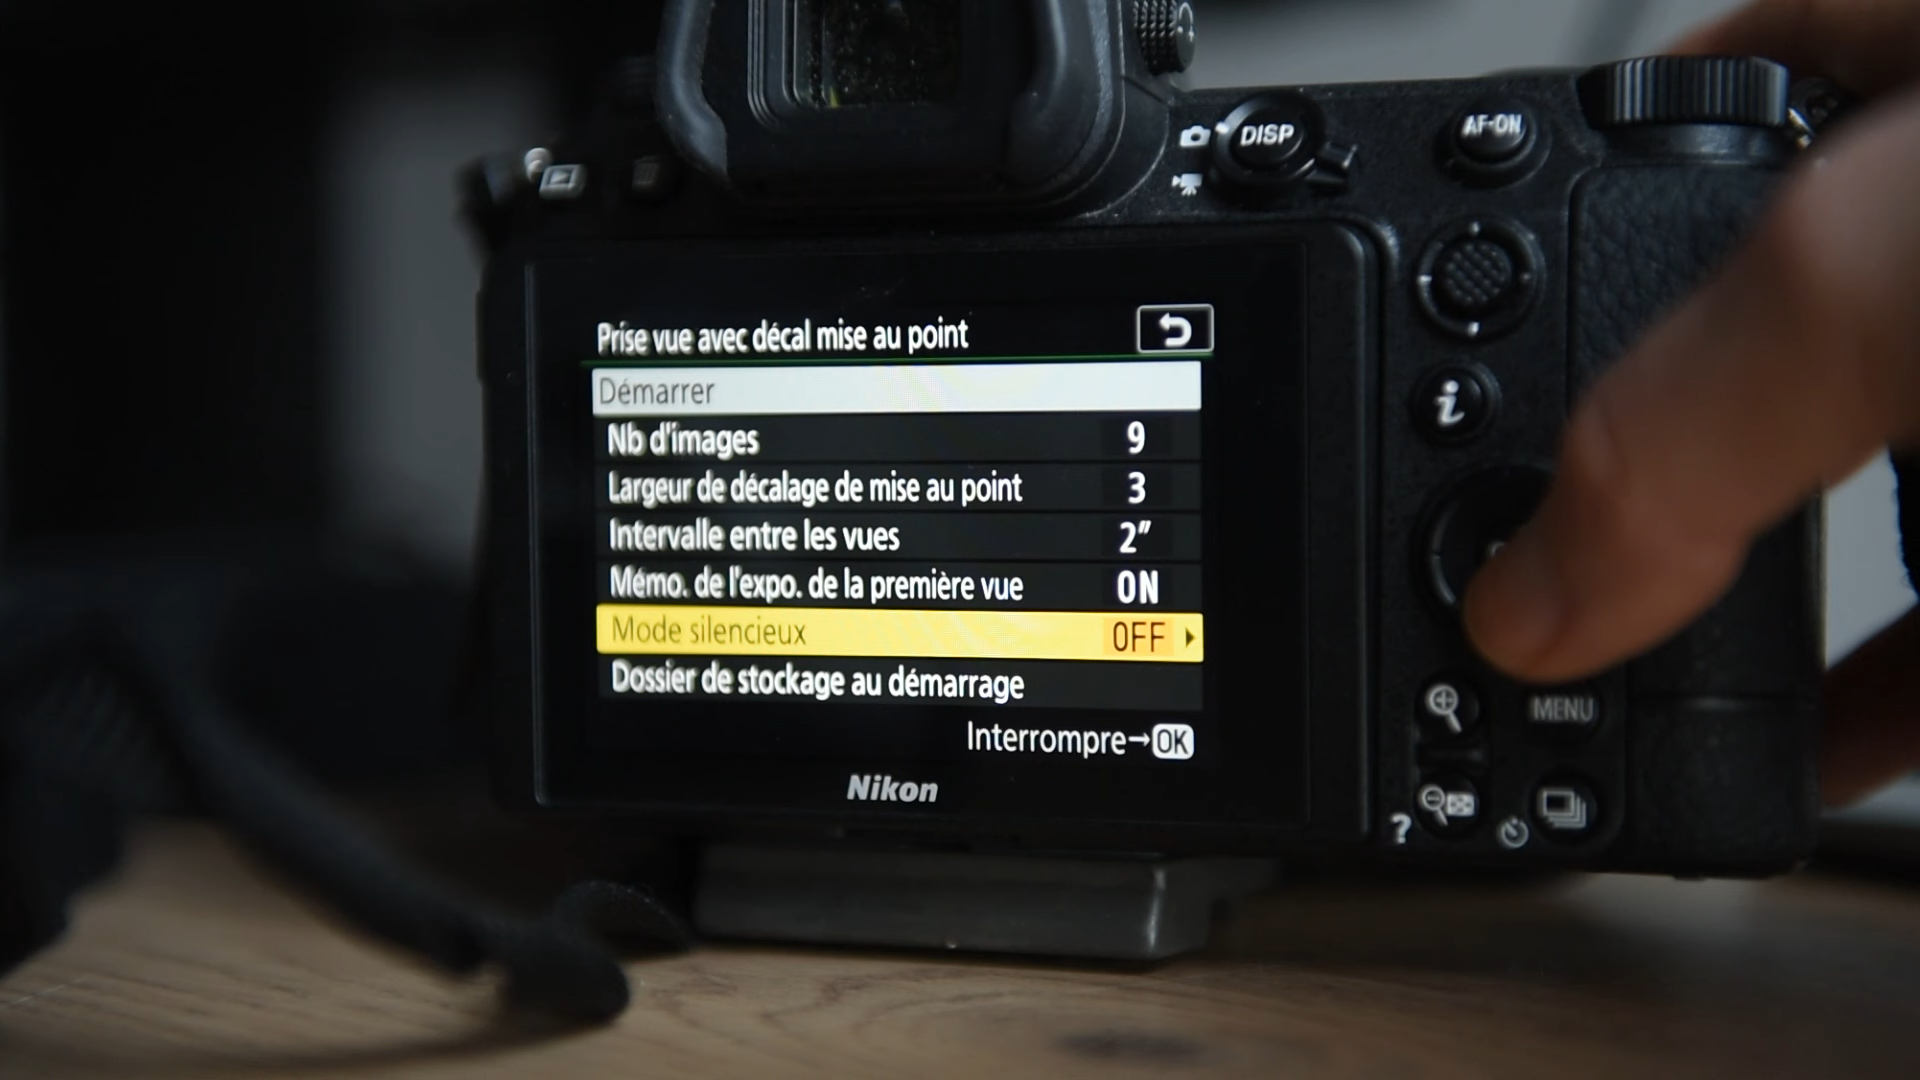 DISP
AF-ON
Prise vue avec décal mise au point
Démarrer
Nb d'images 9
Largeur de décalage de mise au point 3
i
Intervalle entre les vues 2"
Mémo. de l'expo. de la première vue ON
Mode silencieux OFF
Dossier de stockage au démarrage
MENU
Interrompre→OK
Nikon
?